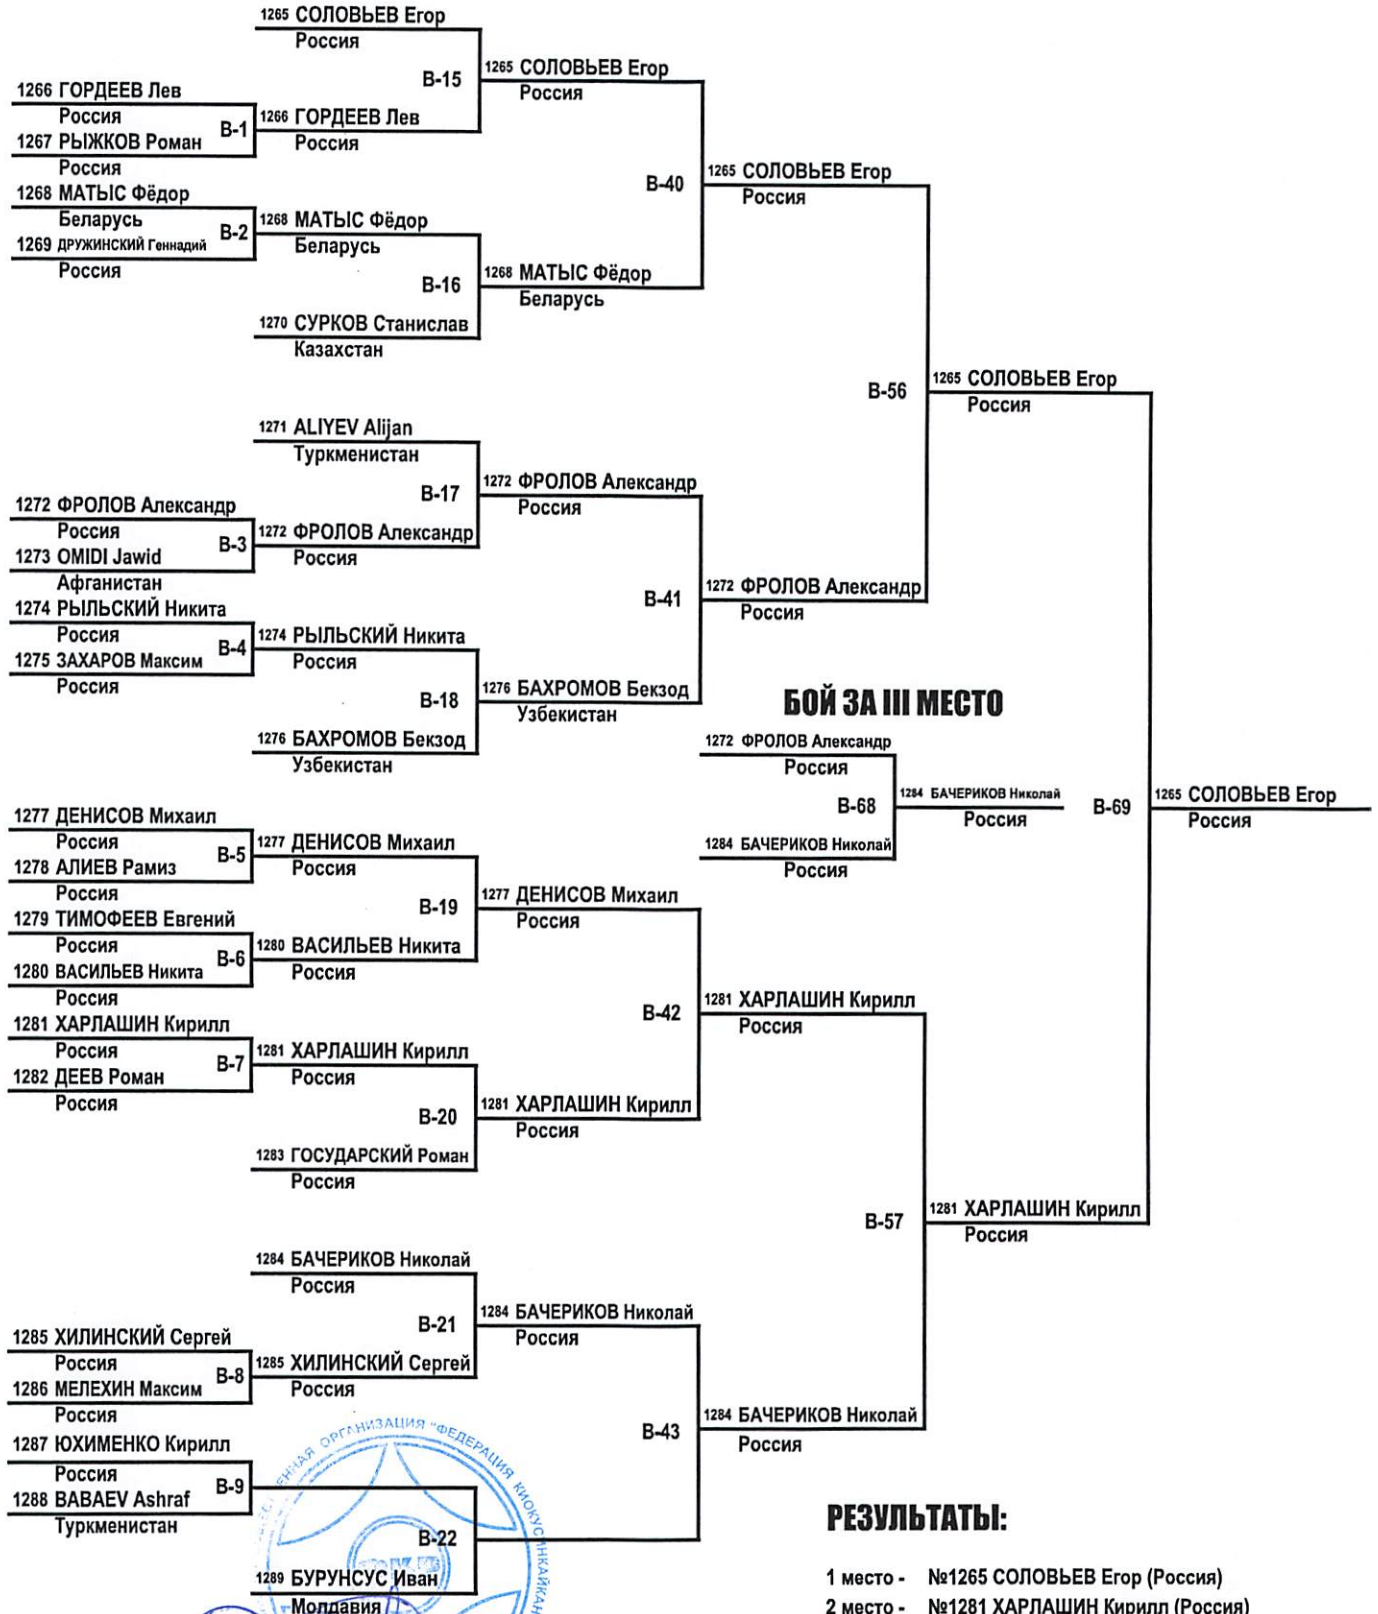 1265 СОЛОВЬЕВ Егор
Россия
1266 ГОРДЕЕВ Лев
Россия
B-1
1267 РЫЖКОВ Роман
Россия
1266 ГОРДЕЕВ Лев
Россия
B-15
1265 СОЛОВЬЕВ Егор
Россия
1268 МАТЫС Фёдор
Беларусь
B-2
1269 ДРУЖИНСКИЙ Геннадий
Россия
1268 МАТЫС Фёдор
Беларусь
B-16
1270 СУРКОВ Станислав
Казахстан
1268 МАТЫС Фёдор
Беларусь
B-40
1265 СОЛОВЬЕВ Егор
Россия
1271 ALIYEV Alijan
Туркменистан
1272 ФРОЛОВ Александр
Россия
B-3
1273 OMIDI Jawid
Афганистан
1272 ФРОЛОВ Александр
Россия
B-17
1272 ФРОЛОВ Александр
Россия
1274 РЫЛЬСКИЙ Никита
Россия
B-4
1275 ЗАХАРОВ Максим
Россия
1274 РЫЛЬСКИЙ Никита
Россия
B-18
1276 БАХРОМОВ Бекзод
Узбекистан
1276 БАХРОМОВ Бекзод
Узбекистан
B-41
1272 ФРОЛОВ Александр
Россия
B-56
1265 СОЛОВЬЕВ Егор
Россия
БОЙ ЗА III МЕСТО
1272 ФРОЛОВ Александр
Россия
B-68
1284 БАЧЕРИКОВ Николай
Россия
1284 БАЧЕРИКОВ Николай
Россия
B-69
1265 СОЛОВЬЕВ Егор
Россия
1277 ДЕНИСОВ Михаил
Россия
B-5
1278 АЛИЕВ Рамиз
Россия
1277 ДЕНИСОВ Михаил
Россия
1279 ТИМОФЕЕВ Евгений
Россия
B-6
1280 ВАСИЛЬЕВ Никита
Россия
1280 ВАСИЛЬЕВ Никита
Россия
B-19
1277 ДЕНИСОВ Михаил
Россия
1281 ХАРЛАШИН Кирилл
Россия
B-7
1282 ДЕЕВ Роман
Россия
1281 ХАРЛАШИН Кирилл
Россия
B-20
1283 ГОСУДАРСКИЙ Роман
Россия
1281 ХАРЛАШИН Кирилл
Россия
B-42
1281 ХАРЛАШИН Кирилл
Россия
B-57
1281 ХАРЛАШИН Кирилл
Россия
1284 БАЧЕРИКОВ Николай
Россия
1285 ХИЛИНСКИЙ Сергей
Россия
B-8
1286 МЕЛЕХИН Максим
Россия
1285 ХИЛИНСКИЙ Сергей
Россия
B-21
1284 БАЧЕРИКОВ Николай
Россия
B-43
1284 БАЧЕРИКОВ Николай
Россия
1287 ЮХИМЕНКО Кирилл
Россия
B-9
1288 BABAEV Ashraf
Туркменистан
B-22
1289 БУРУНСУС Иван
Молдавия
ОРГАНИЗАЦИЯ "ФЕДЕРАЦИЯ КИОКУСИНКАЙКАН
РЕЗУЛЬТАТЫ:
1 место - №1265 СОЛОВЬЕВ Егор (Россия)
2 место - №1281 ХАРЛАШИН Кирилл (Россия)